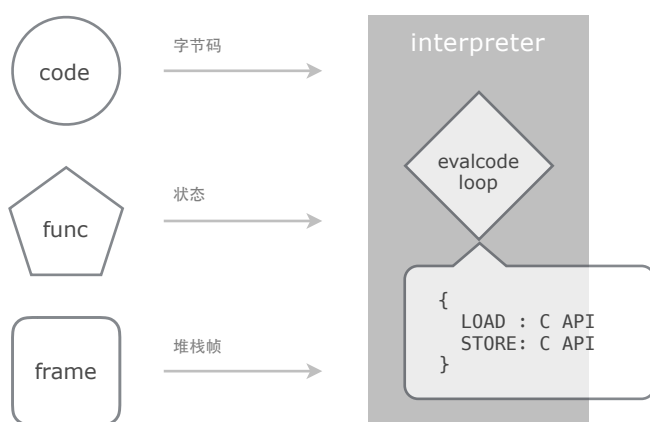 code
字节码
interpreter
func
状态
evalcode
loop
frame
堆栈帧
{
LOAD : C API
STORE: C API
}